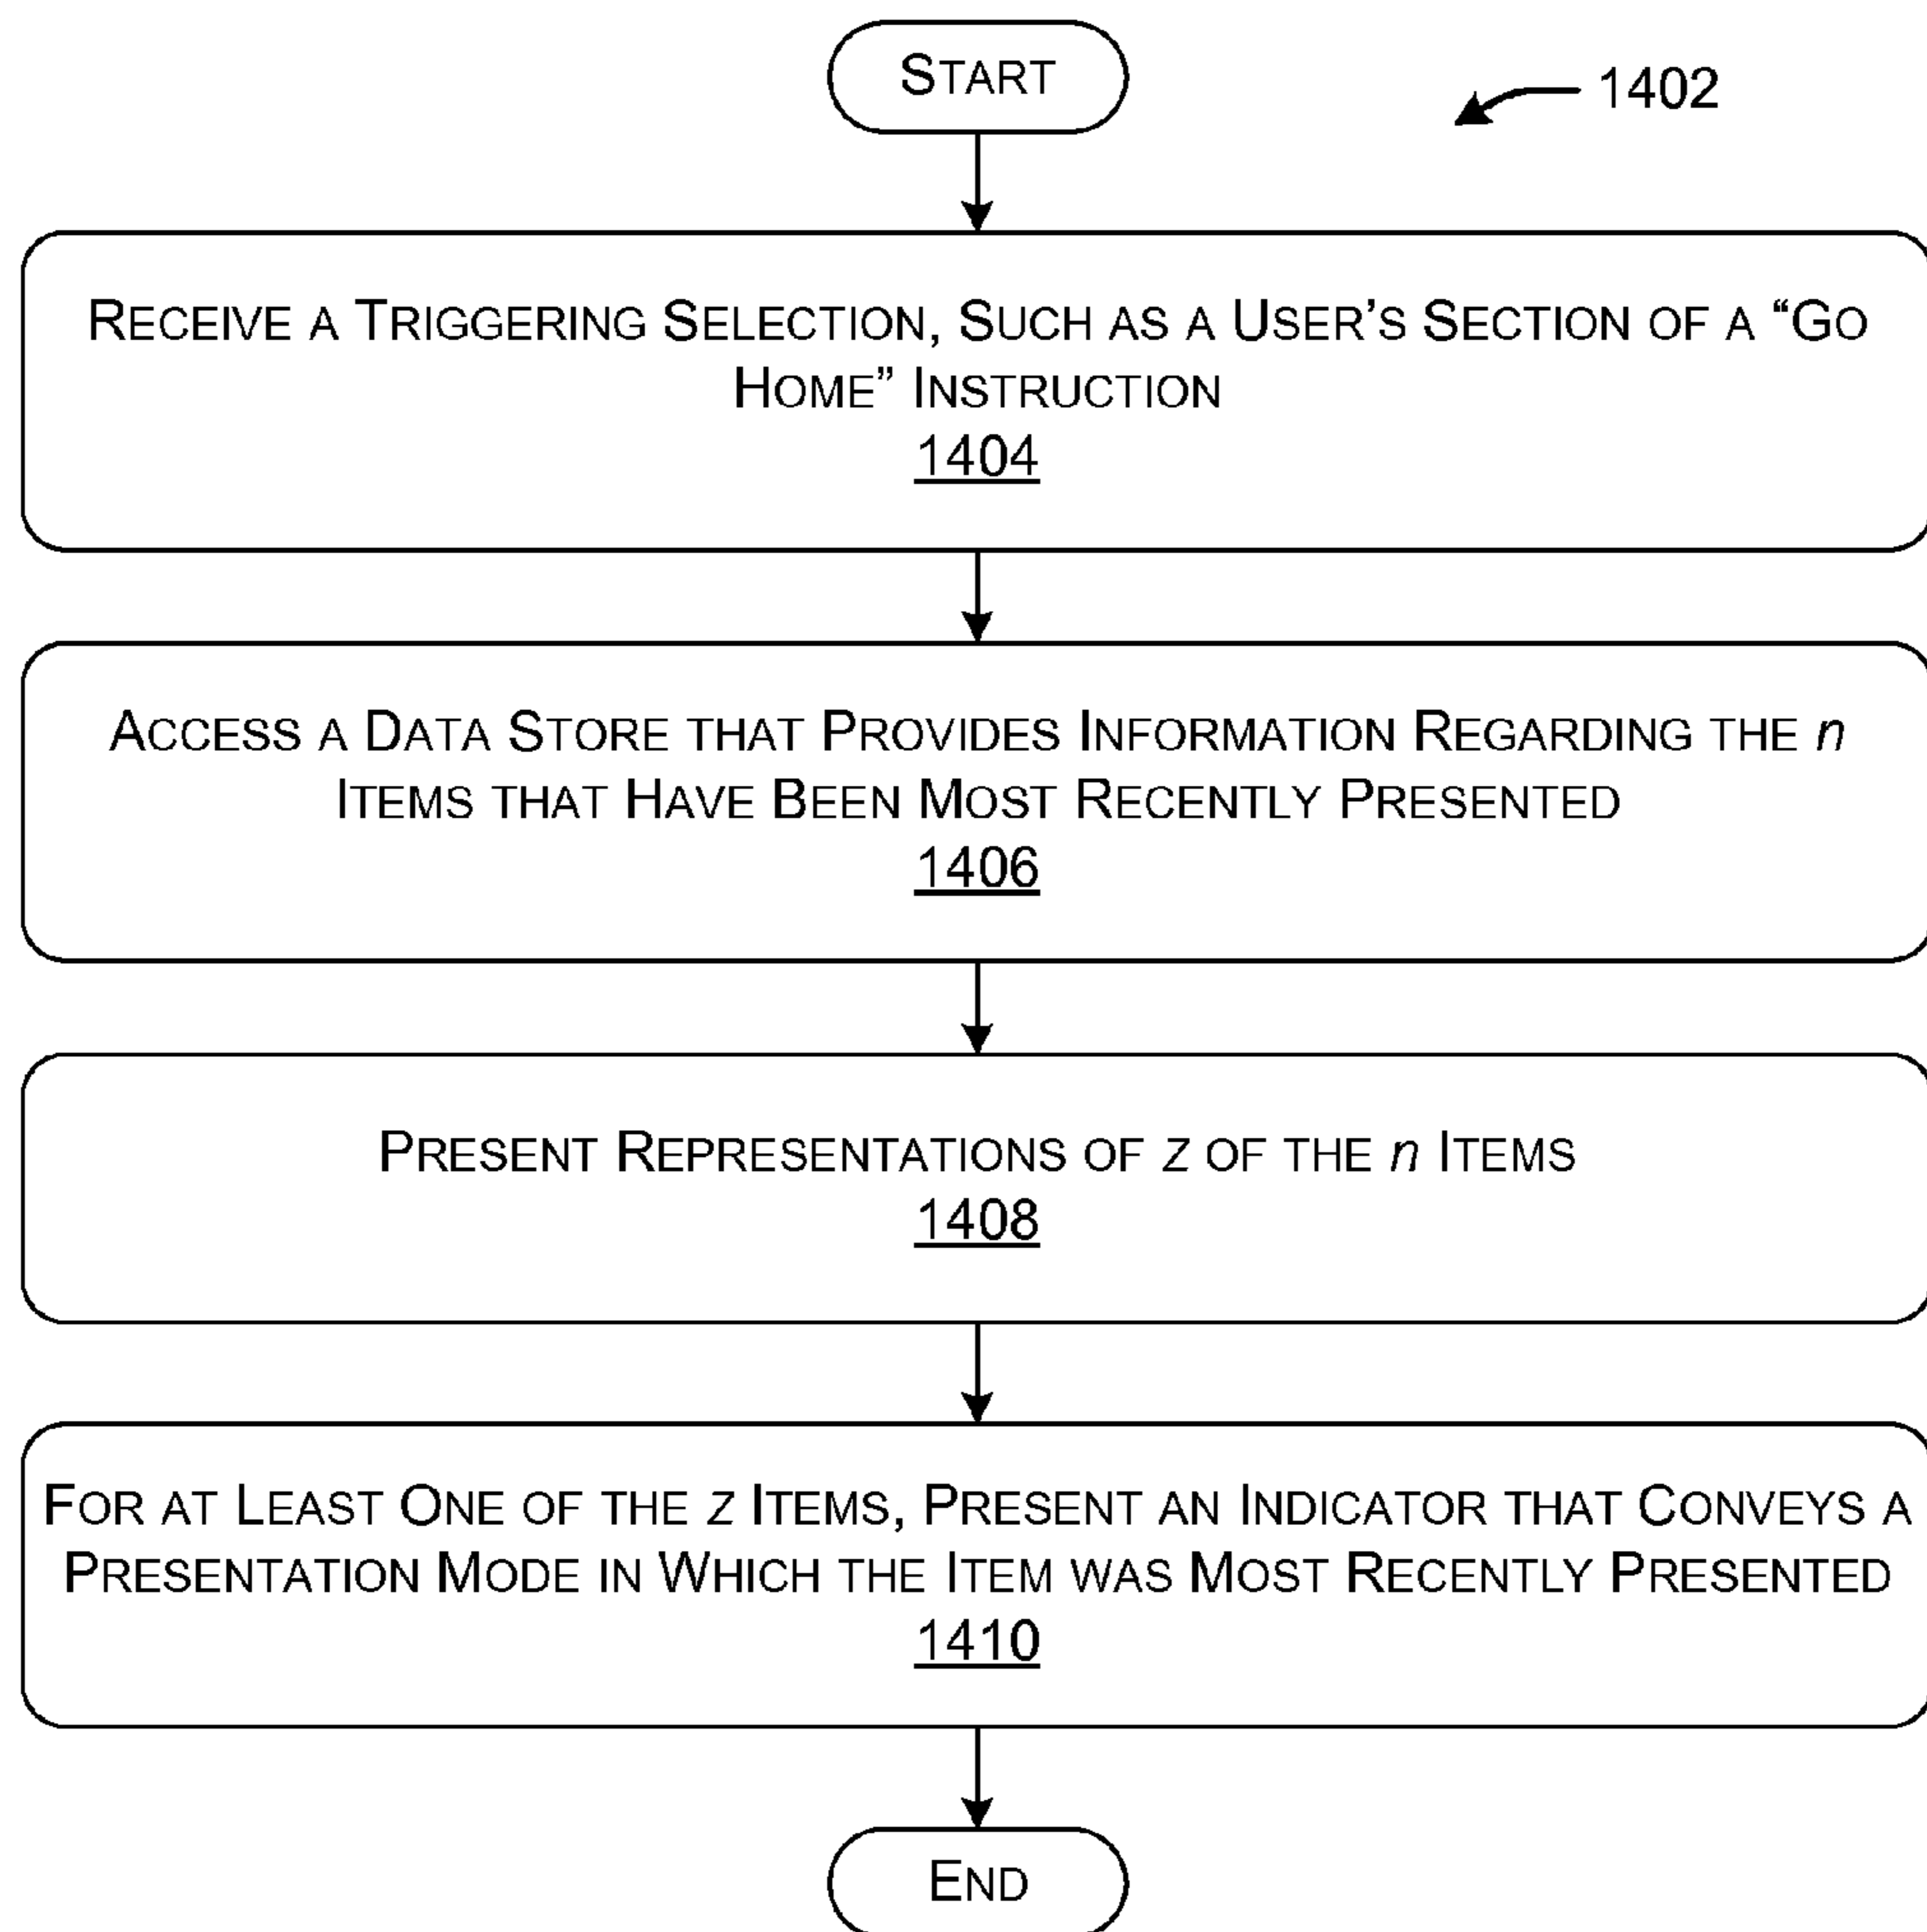 START
1402
RECEIVE A TRIGGERING SELECTION, SUCH AS A USER'S SECTION OF A “GO
HOME” INSTRUCTION
1404
ACCESS A DATA STORE THAT PROVIDES INFORMATION REGARDING THE n
ITEMS THAT HAVE BEEN MOST RECENTLY PRESENTED
1406
PRESENT REPRESENTATIONS OF z OF THE n ITEMS
1408
FOR AT LEAST ONE OF THE z ITEMS, PRESENT AN INDICATOR THAT CONVEYS A
PRESENTATION MODE IN WHICH THE ITEM WAS MOST RECENTLY PRESENTED
1410
END